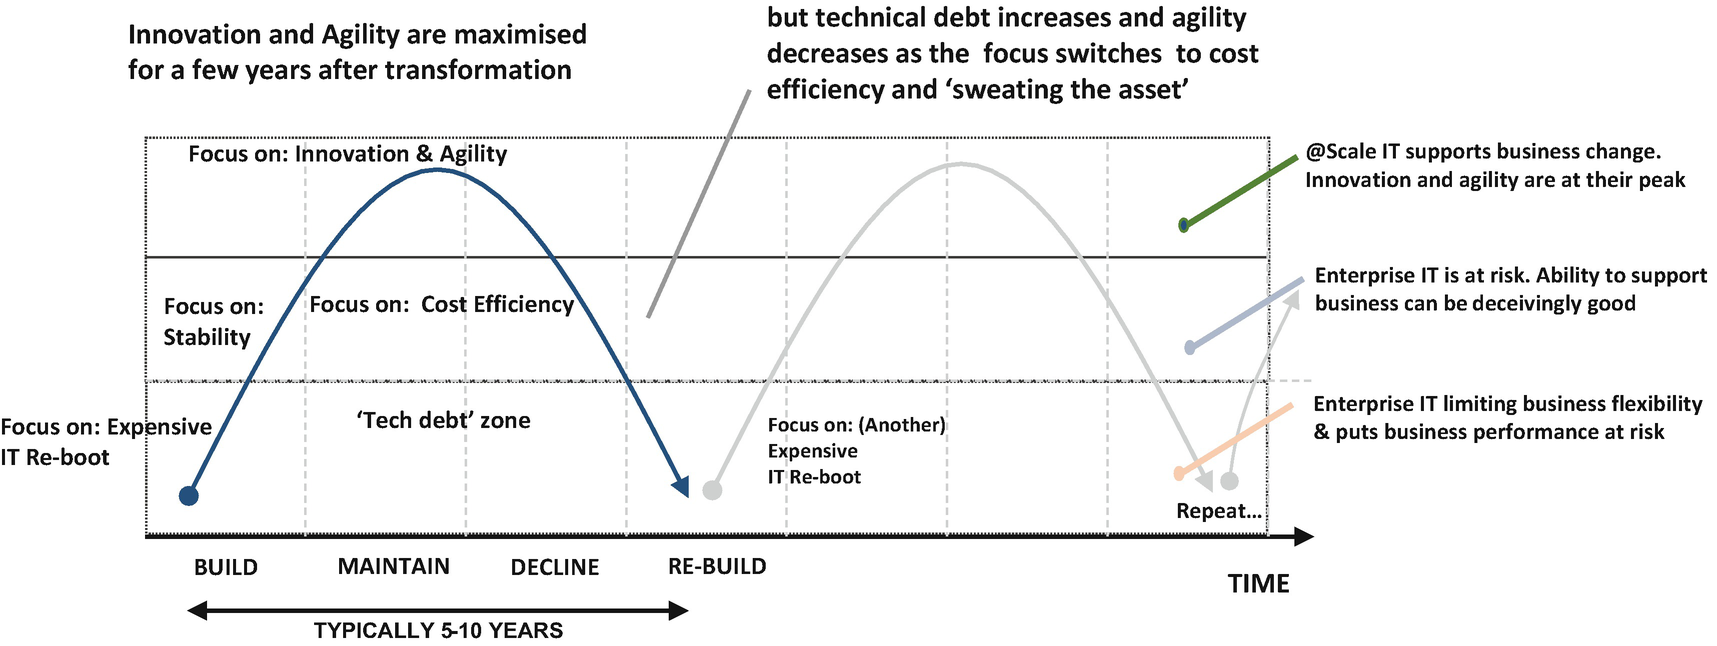 Innovation and Agility are maximised
for a few years after transformation
but technical debt increases and agility
decreases as the focus switches to cost
efficiency and ‘sweating the asset’
Focus on: Innovation & Agility
@Scale IT supports business change.
Innovation and agility are at their peak
Focus on:
Stability
Focus on: Cost Efficiency
Enterprise IT is at risk. Ability to support
business can be deceivingly good
Focus on: Expensive
IT Re-boot
‘Tech debt’ zone
Focus on: (Another)
Expensive
IT Re-boot
Enterprise IT limiting business flexibility
& puts business performance at risk
Repeat…
BUILD
MAINTAIN
DECLINE
RE-BUILD
TIME
TYPICALLY 5-10 YEARS